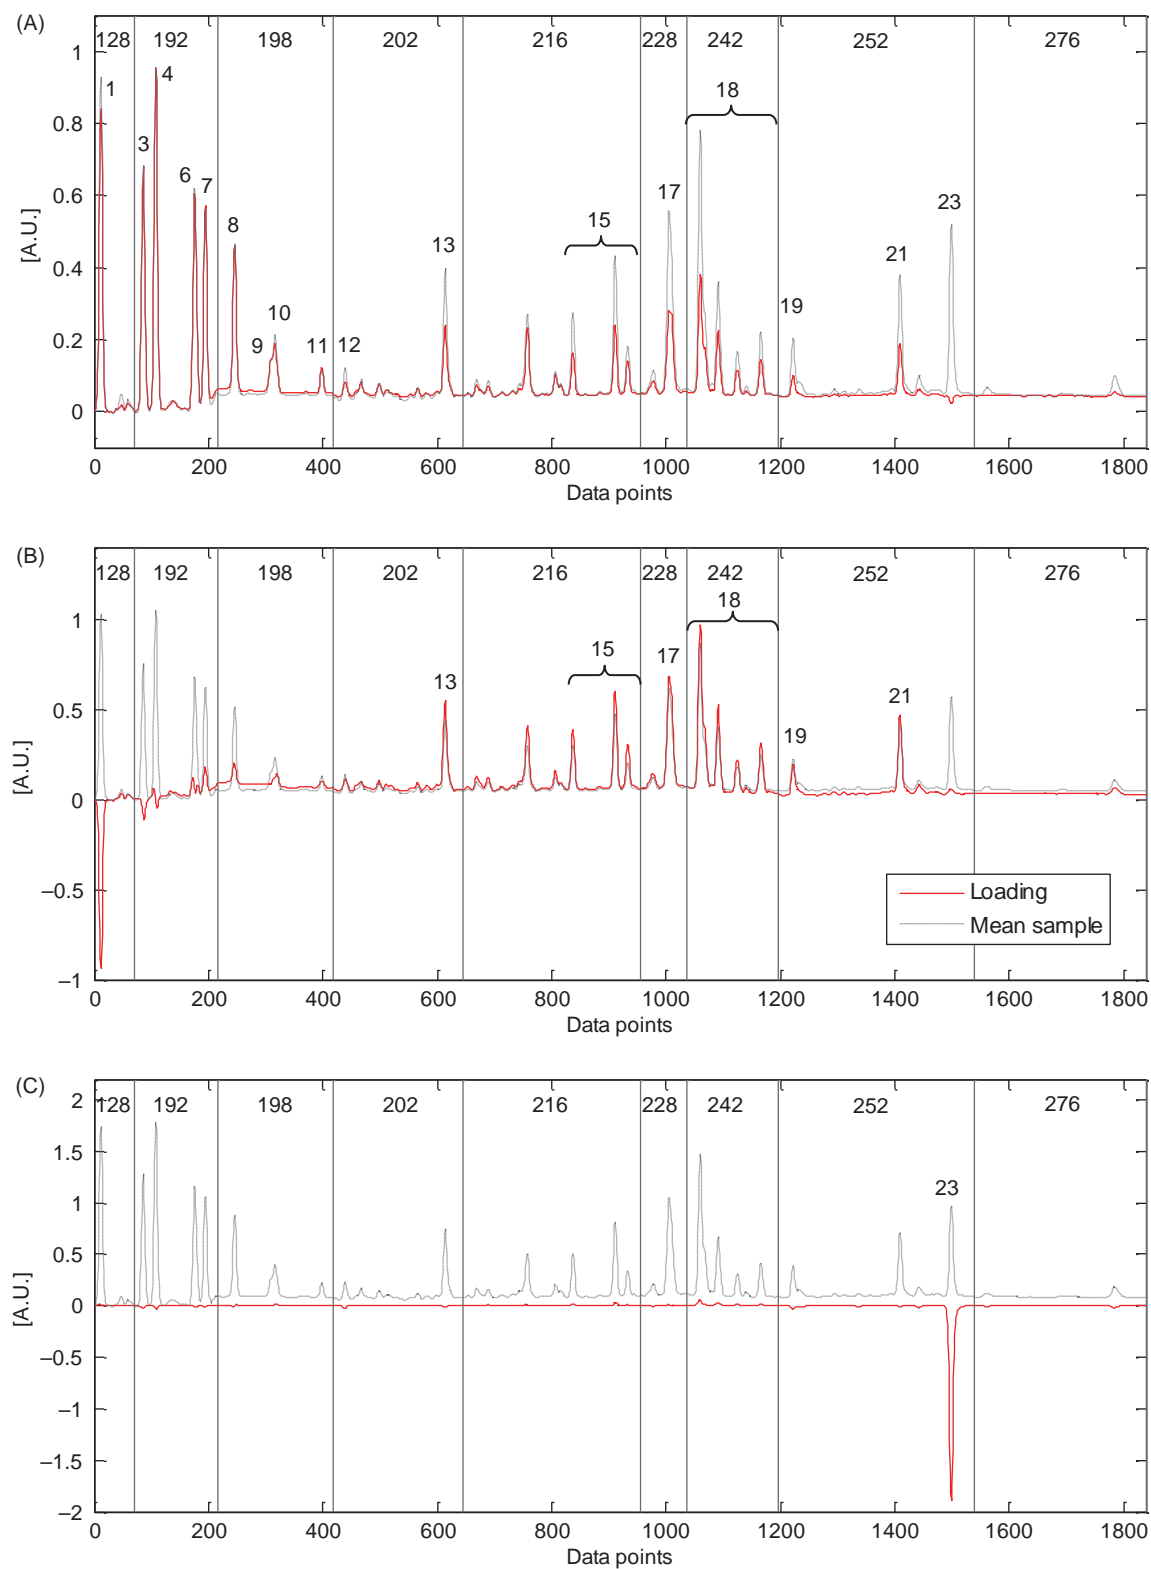 (A)
128 192 198 202 216 228 242 252 276
1
0.8
0.6
0.4
0.2
0
[A.U.]
1 3 4 6 7 8 9 10 11 12 13 15 17 18 19 21 23
0 200 400 600 800 1000 1200 1400 1600 1800
Data points
(B)
128 192 198 202 216 228 242 252 276
1
0.5
0
–0.5
–1
[A.U.]
13 15 17 18 19 21
Loading
Mean sample
0 200 400 600 800 1000 1200 1400 1600 1800
Data points
(C)
128 192 198 202 216 228 242 252 276
2
1.5
1
0.5
0
–0.5
–1
–1.5
–2
[A.U.]
23
0 200 400 600 800 1000 1200 1400 1600 1800
Data points